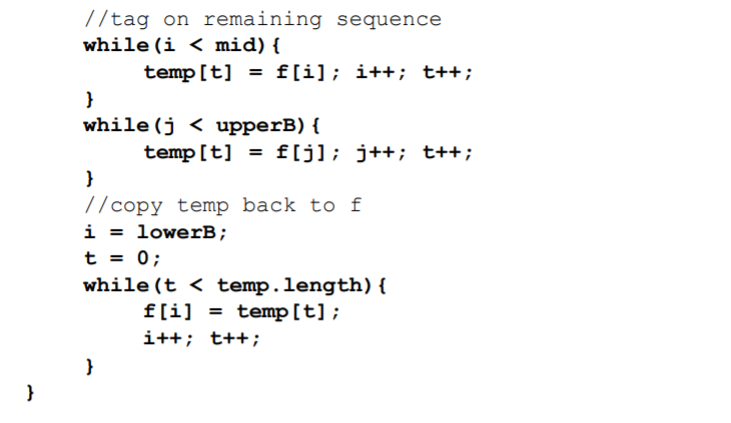 //tag on remaining sequence
while(i < mid){
temp[t] = f[i]; i++; t++;
}
while(j < upperB){
temp[t] = f[j]; j++; t++;
}
//copy temp back to f
i = lowerB;
t = 0;
while(t < temp.length){
f[i] = temp[t];
i++; t++;
}
}